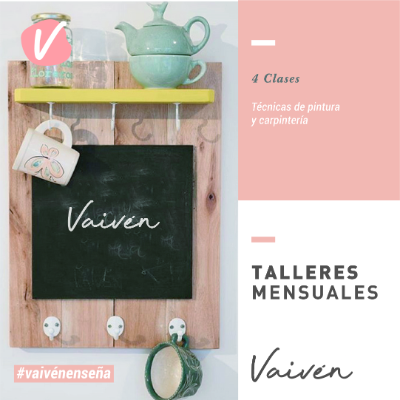 V
Vaivén
#vaivénenseña
4 Clases
Técnicas de pintura
y carpintería
TALLERES
MENSUALES
Vaivén